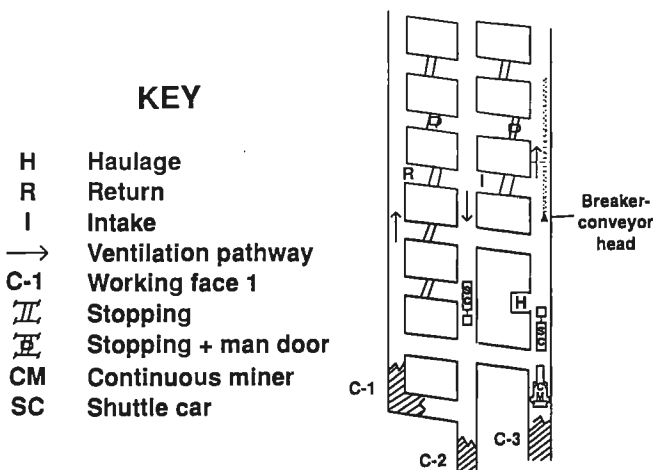 KEY
H Haulage
R Return
I Intake
Ventilation pathway
C-1 Working face 1
Stopping
D Stopping + man door
CM Continuous miner
SC Shuttle car
D
D
R
I
Breaker-
conveyor
head
SC
H
SC
C-1
CM
C-3
C-2